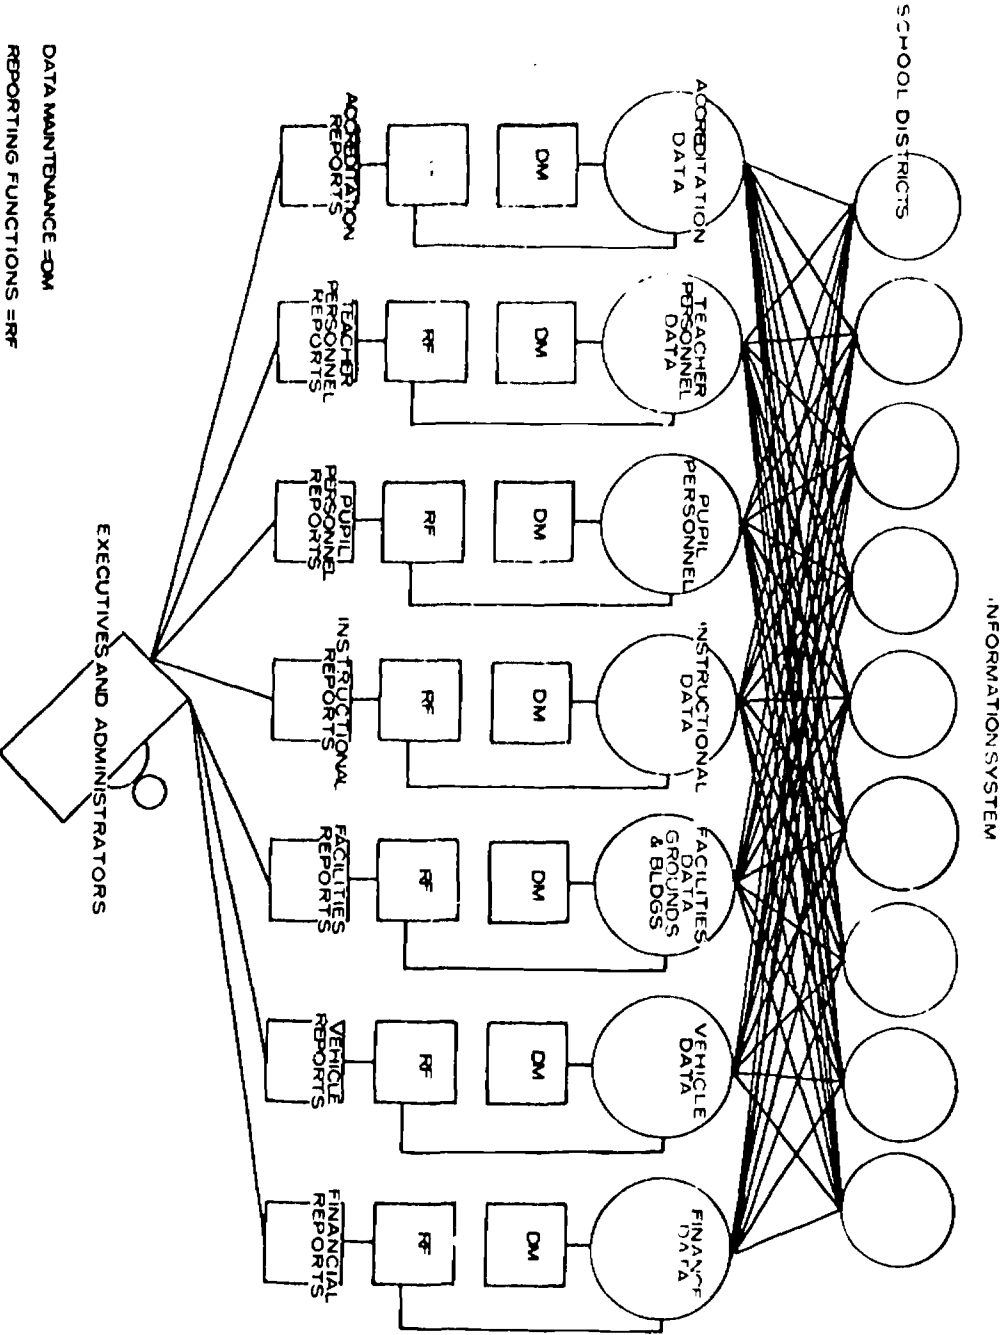 INFORMATION SYSTEM
SCHOOL DISTRICTS
ACCREDITATION
DATA
TEACHER
PERSONNEL
DATA
PUPIL
PERSONNEL
INSTRUCTIONAL
DATA
FACILITIES
DATA
GROUNDS
& BLDGS
VEHICLE
DATA
FINANCE
DATA
DM
DM
DM
DM
DM
DM
DM
RF
RF
RF
RF
RF
RF
ACCREDITATION
REPORTS
TEACHER
PERSONNEL
REPORTS
PUPIL
PERSONNEL
REPORTS
INSTRUCTIONAL
REPORTS
FACILITIES
REPORTS
VEHICLE
REPORTS
FINANCIAL
REPORTS
EXECUTIVES AND ADMINISTRATORS
DATA MAINTENANCE =DM
REPORTING FUNCTIONS =RF